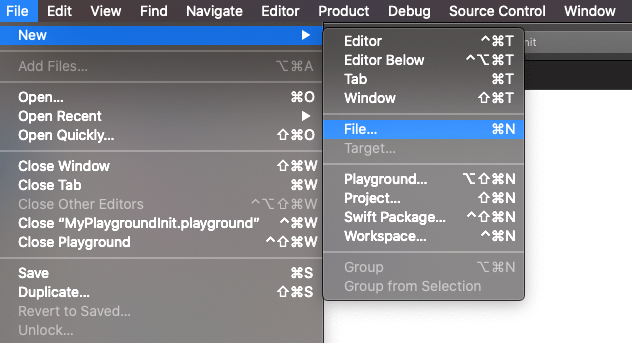 File Edit View Find Navigate Editor Product Debug Source Control Window
New ▶
Add Files... ⌥⇧⌘A
Open... ⌘O
Open Recent ▶
Open Quickly... ⇧⌘O
Close Window ⇧⌘W
Close Tab ⌘W
Close Other Editors ^⌥⇧⌘W
Close “MyPlaygroundInit.playground” ^⌘W
Close Playground ^⇧⌘W
Save ⌘S
Duplicate... ⇧⌘S
Revert to Saved...
Unlock...
Editor ^⌘T
Editor Below ^⌥⌘T
Tab ⌘T
Window ⇧⌘T
File... ⌘N
Target...
Playground... ⌥⇧⌘N
Project... ⇧⌘N
Swift Package... ^⇧⌘N
Workspace... ^⌘N
Group ⌥⌘N
Group from Selection
nit